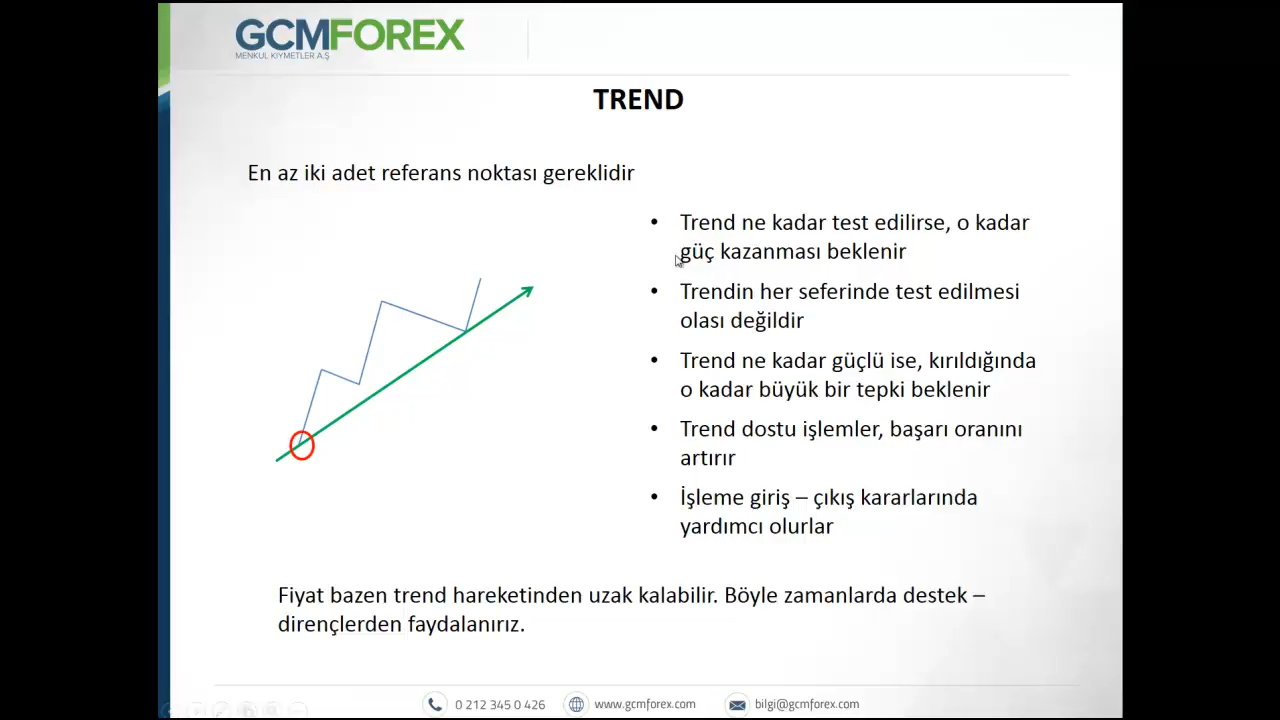 GCMFOREX
MENKUL KIYMETLER A.Ş
TREND
En az iki adet referans noktası gereklidir
• Trend ne kadar test edilirse, o kadar
güç kazanması beklenir
• Trendin her seferinde test edilmesi
olası değildir
• Trend ne kadar güçlü ise, kırıldığında
o kadar büyük bir tepki beklenir
• Trend dostu işlemler, başarı oranını
artırır
• İşleme giriş – çıkış kararlarında
yardımcı olurlar
Fiyat bazen trend hareketinden uzak kalabilir. Böyle zamanlarda destek –
dirençlerden faydalanırız.
0 212 345 0 426 www.gcmforex.com bilgi@gcmforex.com